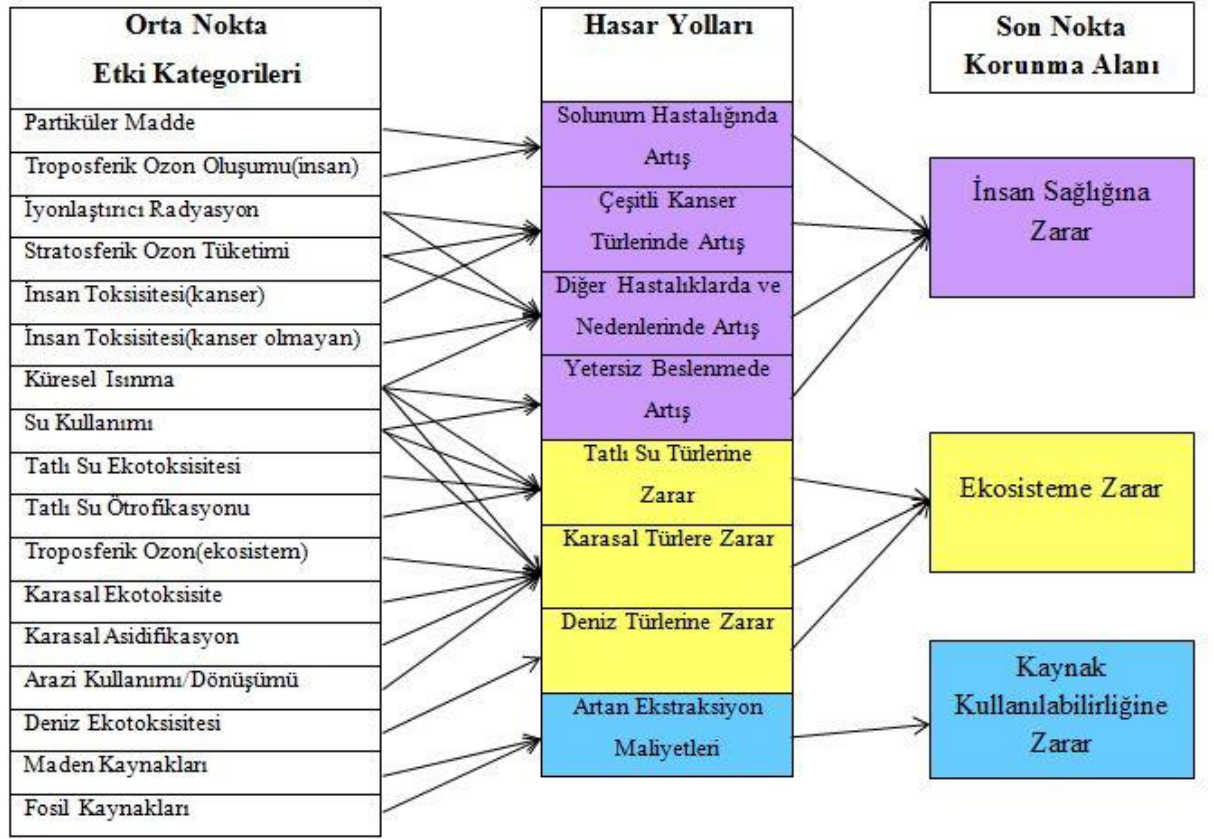 Orta Nokta
Etki Kategorileri
Partiküler Madde
Troposferik Ozon Oluşumu(insan)
İyonlaştırıcı Radyasyon
Stratosferik Ozon Tüketimi
İnsan Toksisitesi(kanser)
İnsan Toksisitesi(kanser olmayan)
Küresel Isınma
Su Kullanımı
Tatlı Su Ekotoksisitesi
Tatlı Su Ötrofikasyonu
Troposferik Ozon(ekosistem)
Karasal Ekotoksisite
Karasal Asidifikasyon
Arazi Kullanımı/Dönüşümü
Deniz Ekotoksisitesi
Maden Kaynakları
Fosil Kaynakları
Hasar Yolları
Solunum Hastalığında
Artış
Çeşitli Kanser
Türlerinde Artış
Diğer Hastalıklarda ve
Nedenlerinde Artış
Yetersiz Beslenmede
Artış
Tatlı Su Türlerine
Zarar
Karasal Türlere Zarar
Deniz Türlerine Zarar
Artan Ekstraksiyon
Maliyetleri
Son Nokta
Korunma Alanı
İnsan Sağlığına
Zarar
Ekosisteme Zarar
Kaynak
Kullanılabilirliğine
Zarar